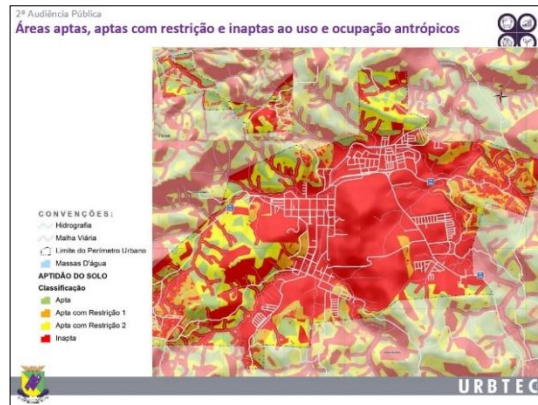 2ª Audiência Pública
Áreas aptas, aptas com restrição e inaptas ao uso e ocupação antrópicos
CONVENÇÕES:
Hidrografia
Malha Viária
Limite do Perímetro Urbano
Massas D'água
APTIDÃO DO SOLO
Classificação
Apta
Apta com Restrição 1
Apta com Restrição 2
Inapta
URBTEC